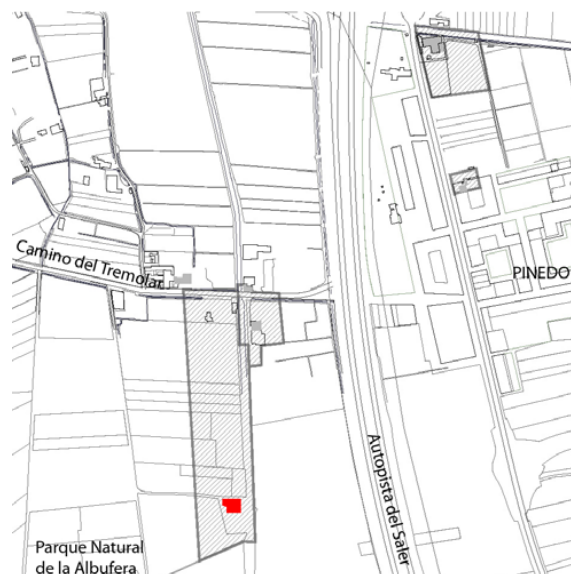 Camino del Tremolar
PINEDO
Autopista del Saler
Parque Natural
de la Albufera